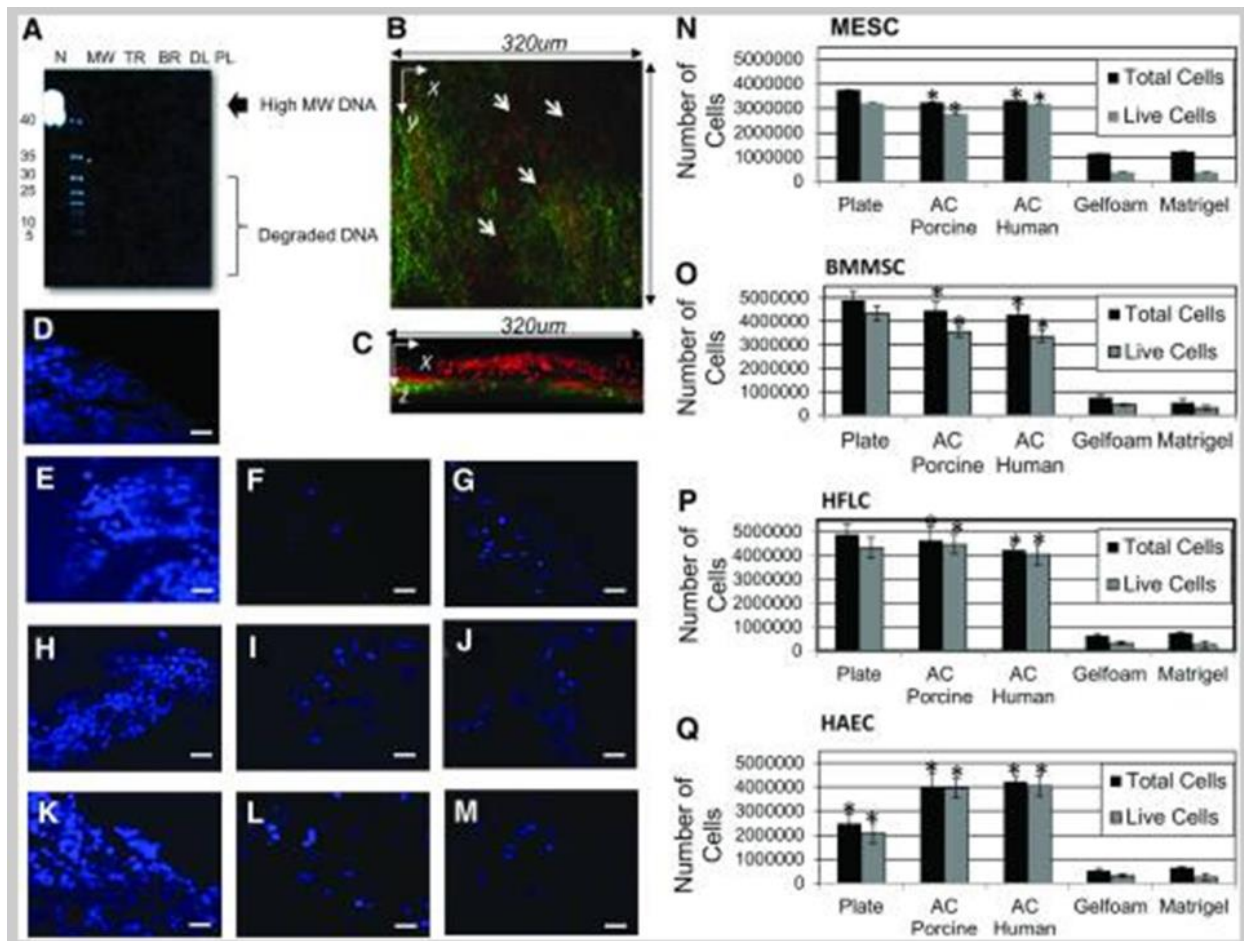 A
N MW TR BR DL PL
High MW DNA
40
35
30
25
10
5
Degraded DNA
B
320um
X
y
C
320um
X
z
D
E
F
G
H
I
J
K
L
M
N
MESC
Number of
Cells
5000000
4000000
3000000
2000000
1000000
0
Total Cells
Live Cells
* * * *
Plate AC AC Gelfoam Matrigel
Porcine Human
O
BMMSC
Number of
Cells
5000000
4000000
3000000
2000000
1000000
0
Total Cells
Live Cells
* * * *
Plate AC AC Gelfoam Matrigel
Porcine Human
P
HFLC
Number of
Cells
5000000
4000000
3000000
2000000
1000000
0
Total Cells
Live Cells
* * * *
Plate AC AC Gelfoam Matrigel
Porcine Human
Q
HAEC
Number of
Cells
5000000
4000000
3000000
2000000
1000000
0
Total Cells
Live Cells
* * * * * *
Plate AC AC Gelfoam Matrigel
Porcine Human